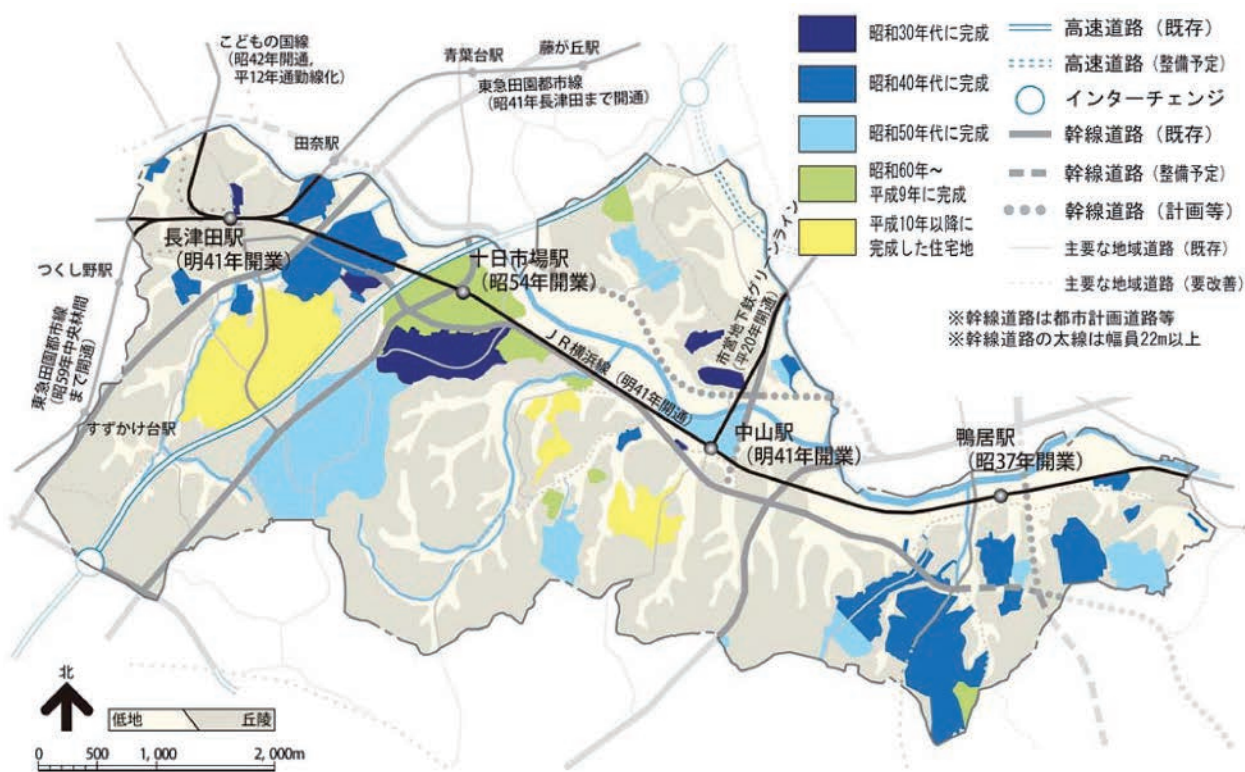 こどもの国線
(昭42年開通,
平12年通勤線化)
青葉台駅
藤が丘駅
東急田園都市線
(昭41年長津田まで開通)
田奈駅
長津田駅
(明41年開業)
十日市場駅
(昭54年開業)
つくし野駅
東急田園都市線
(昭59年中央林間
まで開通)
すずかけ台駅
JR横浜線(明41年開通)
市営地下鉄グリーンライン
(平20年開通)
中山駅
(明41年開業)
鴨居駅
(昭37年開業)
昭和30年代に完成
昭和40年代に完成
昭和50年代に完成
昭和60年~
平成9年に完成
平成10年以降に
完成した住宅地
高速道路(既存)
高速道路(整備予定)
インターチェンジ
幹線道路(既存)
幹線道路(整備予定)
幹線道路(計画等)
主要な地域道路(既存)
主要な地域道路(要改善)
※幹線道路は都市計画道路等
※幹線道路の太線は幅員22m以上
北
低地 丘陵
0 500 1,000 2,000m